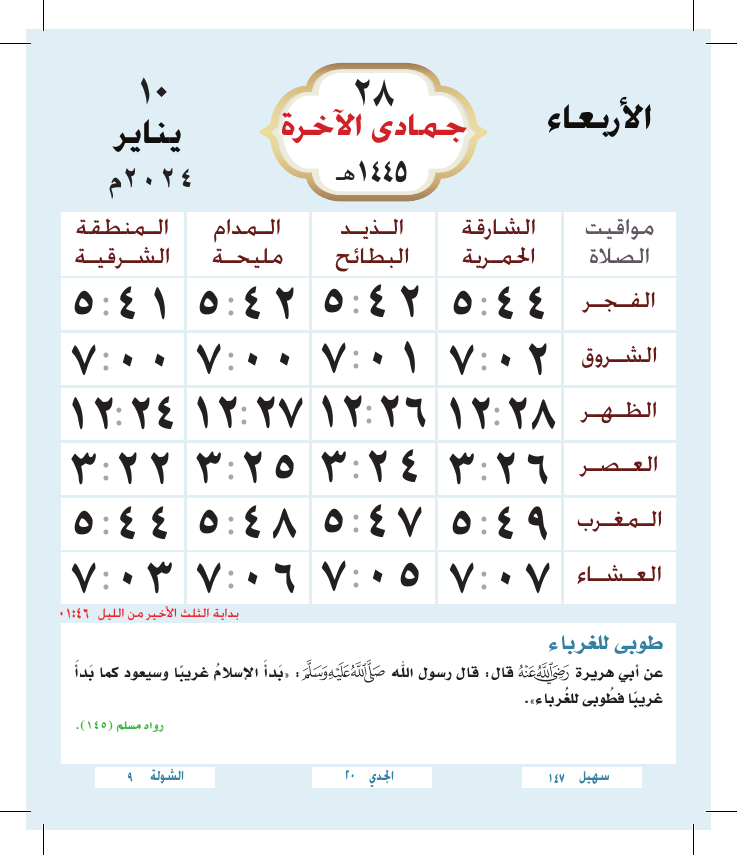 الأربعاء
٢٨
جمادى الآخرة
١٤٤٥هـ
١٠
يناير
٢٠٢٤م
مواقيت الصلاة
الشارقة الحمرية
الذيد البطائح
المدام مليحة
المنطقة الشرقية
الفجر ٥:٤٤ ٥:٤٢ ٥:٤٢ ٥:٤١
الشروق ٧:٠٢ ٧:٠١ ٧:٠٠ ٧:٠٠
الظهر ١٢:٢٨ ١٢:٢٦ ١٢:٢٧ ١٢:٢٤
العصر ٣:٢٦ ٣:٢٤ ٣:٢٥ ٣:٢٢
المغرب ٥:٤٩ ٥:٤٧ ٥:٤٨ ٥:٤٤
العشاء ٧:٠٧ ٧:٠٥ ٧:٠٦ ٧:٠٣
بداية الثلث الأخير من الليل ٠١:٤٦
طوبى للغرباء
عن أبي هريرة رَضِيَ اللَّهُ عَنْهُ قال: قال رسول الله صَلَّى اللَّهُ عَلَيْهِ وَسَلَّمَ: «بَدأَ الإسلامُ غريبًا وسيعود كما بَدأَ
غريبًا فطُوبى للغُرباء».
رواه مسلم (١٤٥).
سهيل ١٤٧
الجدي ٢٠
الشولة ٩